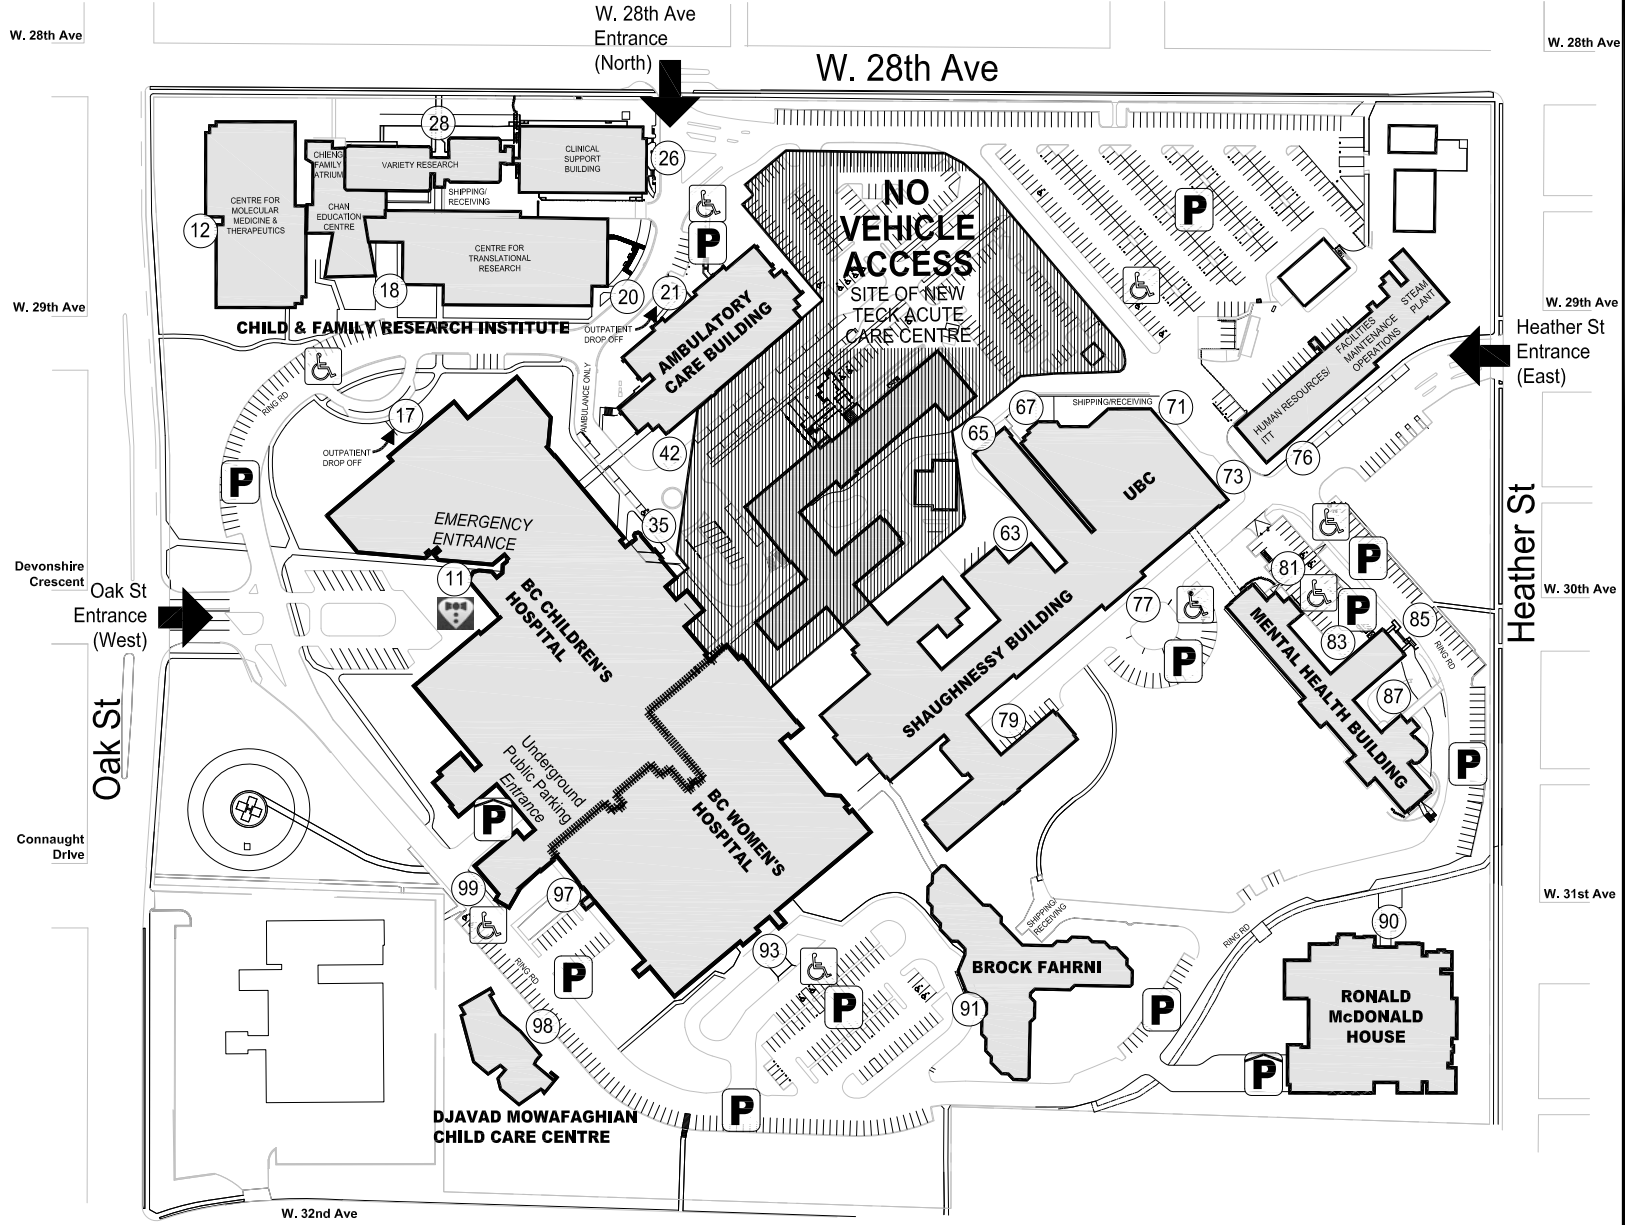 W. 28th Ave
W. 28th Ave
Entrance
(North)
W. 28th Ave
W. 28th Ave
28
CLINICAL
SUPPORT
BUILDING
26
CHIENG
FAMILY
ATRIUM
VARIETY RESEARCH
SHIPPING/
RECEIVING
CENTRE FOR
MOLECULAR
MEDICINE &
THERAPEUTICS
12
CHAN
EDUCATION
CENTRE
CENTRE FOR
TRANSLATIONAL
RESEARCH
18
20
21
P
NO
VEHICLE
ACCESS
SITE OF NEW
TECK ACUTE
CARE CENTRE
P
W. 29th Ave
W. 29th Ave
CHILD & FAMILY RESEARCH INSTITUTE
OUTPATIENT
DROP OFF
AMBULATORY
CARE BUILDING
AMBULANCE ONLY
STEAM
PLANT
FACILITIES
MAINTENANCE
OPERATIONS
HUMAN RESOURCES/
ITT
76
Heather St
Entrance
(East)
RING RD
17
OUTPATIENT
DROP OFF
P
42
65
67
SHIPPING/RECEIVING
71
73
UBC
EMERGENCY
ENTRANCE
35
63
11
Heather St
Devonshire
Crescent
Oak St
Entrance
(West)
W. 30th Ave
BC CHILDREN'S
HOSPITAL
SHAUGHNESSY BUILDING
77
P
79
P
81
P
83
85
RING RD
87
MENTAL HEALTH BUILDING
P
Oak St
Underground
Public Parking
Entrance
P
BC WOMEN'S
HOSPITAL
Connaught
Drive
99
97
W. 31st Ave
SHIPPING/
RECEIVING
RING RD
90
93
BROCK FAHRNI
91
RING RD
P
P
P
98
RONALD
McDONALD
HOUSE
P
P
DJAVAD MOWAFAGHIAN
CHILD CARE CENTRE
W. 32nd Ave